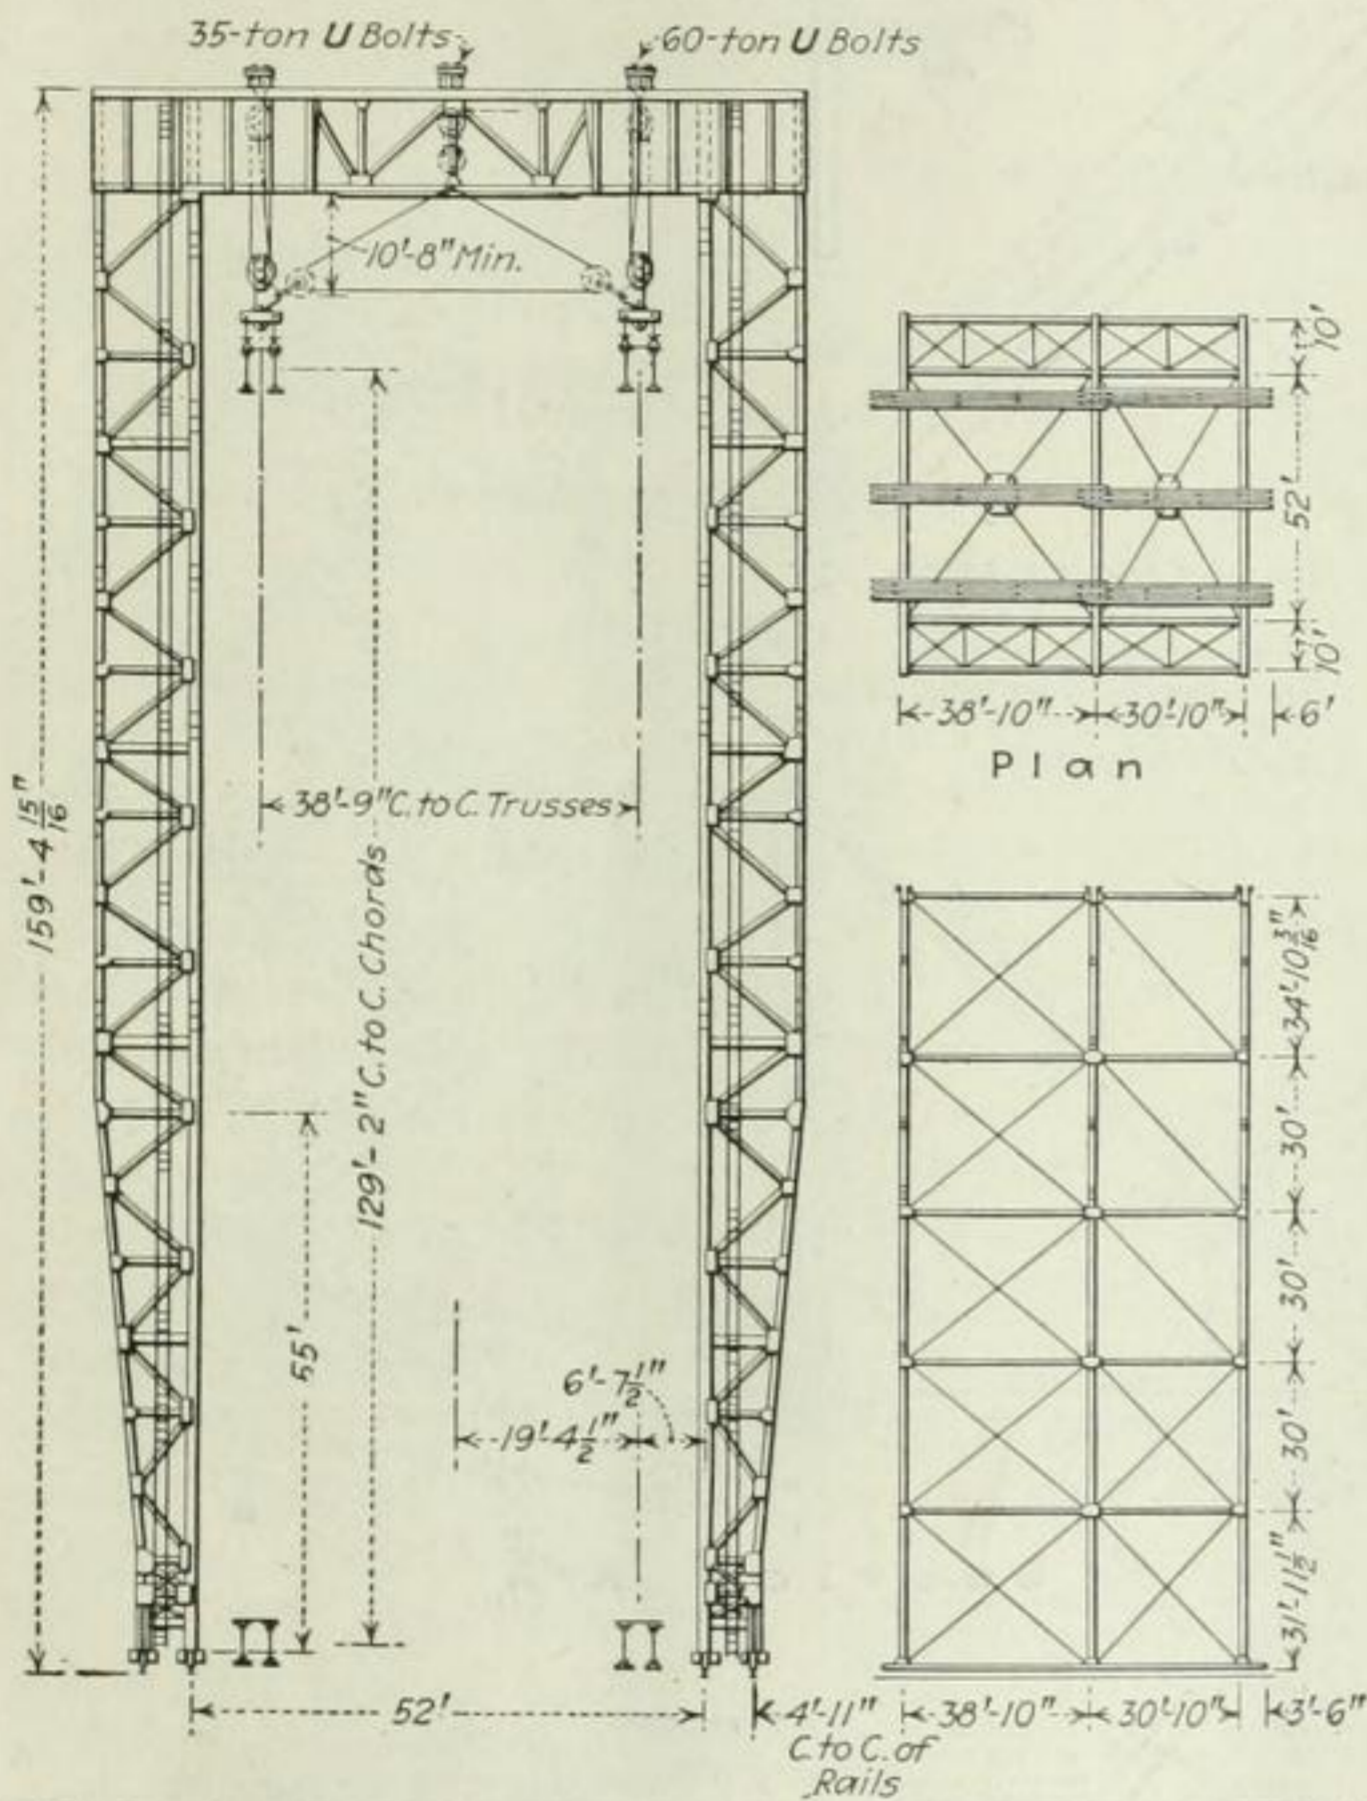 35-ton U Bolts
60-ton U Bolts
10'-8" Min.
159'-4 15/16"
38'-9" C. to C. Trusses
129'-2" C. to C. Chords
55'
6'-7 1/2"
19'-4 1/2"
52'
4'-11"
C. to C. of
Rails
10'
52'
10'
38'-10"
30'-10"
6'
Plan
34'-10 3/16"
30'
30'
30'
31'-11 1/2"
38'-10"
30'-10"
3'-6"